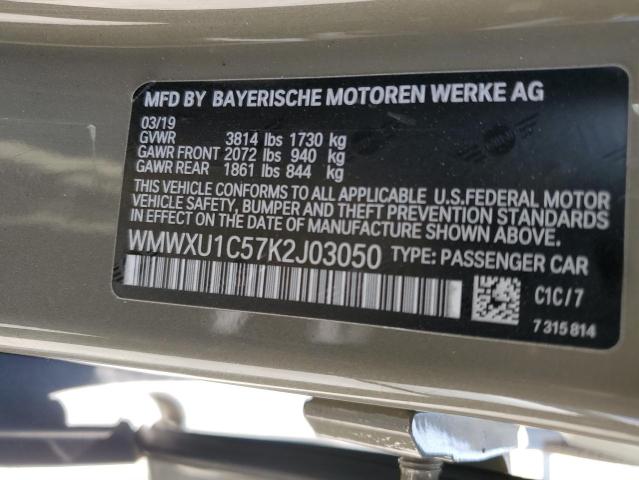 MFD BY BAYERISCHE MOTOREN WERKE AG
03/19
GVWR 3814 lbs 1730 kg
GAWR FRONT 2072 lbs 940 kg
GAWR REAR 1861 lbs 844 kg
THIS VEHICLE CONFORMS TO ALL APPLICABLE U.S.FEDERAL MOTOR
VEHICLE SAFETY, BUMPER AND THEFT PREVENTION STANDARDS
IN EFFECT ON THE DATE OF MANUFACTURE SHOWN ABOVE.
WMWXU1C57K2J03050 TYPE: PASSENGER CAR
C1C/7
7 315 814